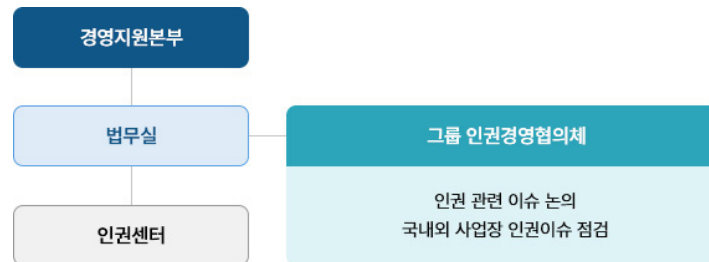 경영지원본부
법무실
그룹 인권경영협의체
인권 관련 이슈 논의
국내외 사업장 인권이슈 점검
인권센터